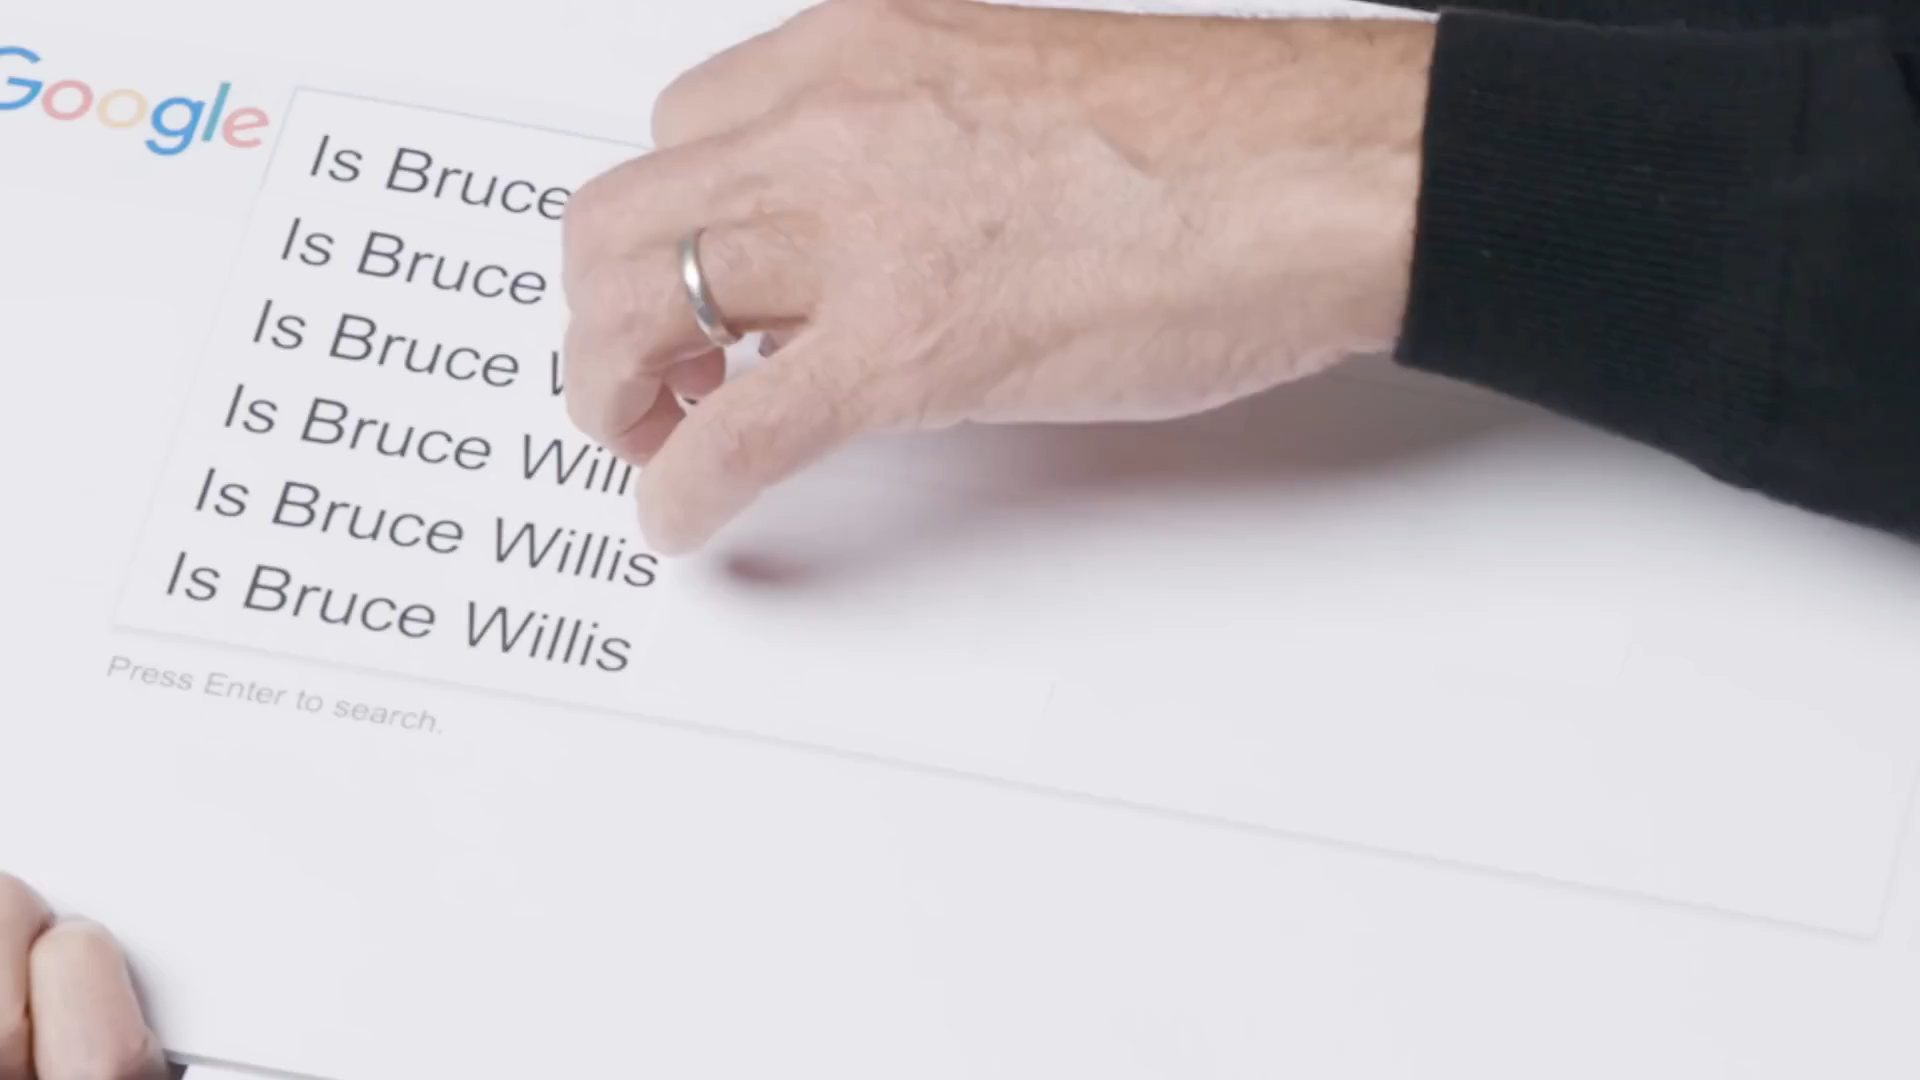 Google
Is Bruce
Is Bruce
Is Bruce
Is Bruce Will
Is Bruce Willis
Is Bruce Willis
Press Enter to search.